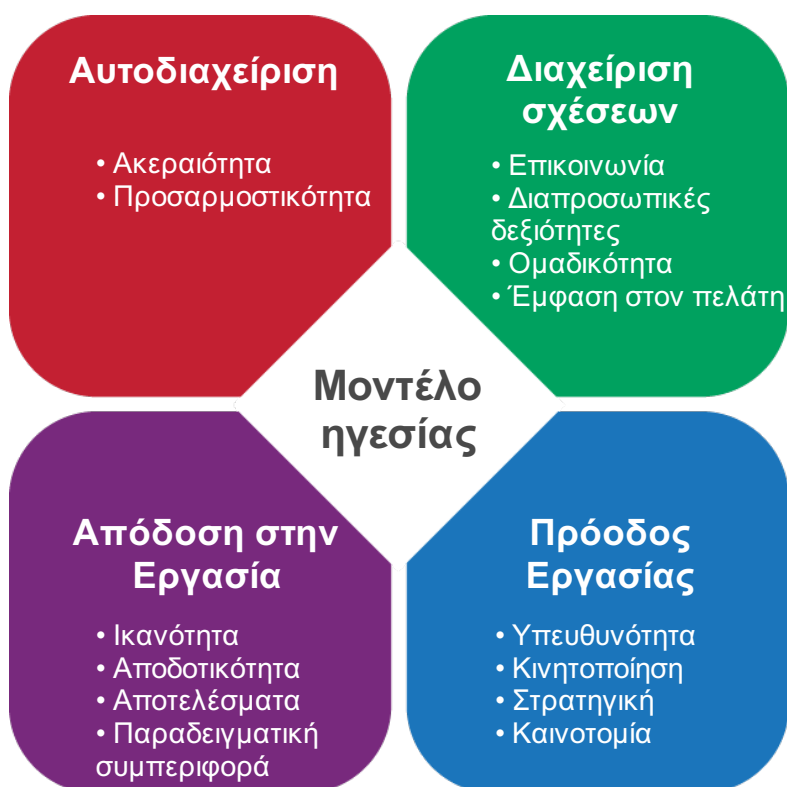 Αυτοδιαχείριση
• Ακεραιότητα
• Προσαρμοστικότητα
Διαχείριση
σχέσεων
• Επικοινωνία
• Διαπροσωπικές
δεξιότητες
• Ομαδικότητα
• Έμφαση στον πελάτη
Μοντέλο
ηγεσίας
Απόδοση στην
Εργασία
• Ικανότητα
• Αποδοτικότητα
• Αποτελέσματα
• Παραδειγματική
συμπεριφορά
Πρόοδος
Εργασίας
• Υπευθυνότητα
• Κινητοποίηση
• Στρατηγική
• Καινοτομία